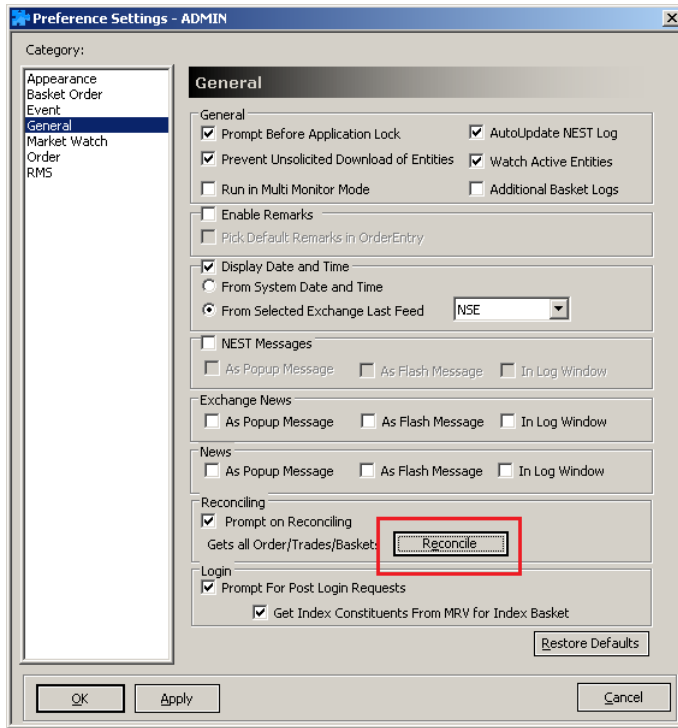 Preference Settings - ADMIN
Category:
Appearance
Basket Order
Event
General
Market Watch
Order
RMS
General
General
Prompt Before Application Lock
AutoUpdate NEST Log
Prevent Unsolicited Download of Entities
Watch Active Entities
Run in Multi Monitor Mode
Additional Basket Logs
Enable Remarks
Pick Default Remarks in OrderEntry
Display Date and Time
From System Date and Time
From Selected Exchange Last Feed
NSE
NEST Messages
As Popup Message
As Flash Message
In Log Window
Exchange News
As Popup Message
As Flash Message
In Log Window
News
As Popup Message
As Flash Message
In Log Window
Reconciling
Prompt on Reconciling
Gets all Order/Trades/Baskets
Reconcile
Login
Prompt For Post Login Requests
Get Index Constituents From MRV for Index Basket
Restore Defaults
OK
Apply
Cancel